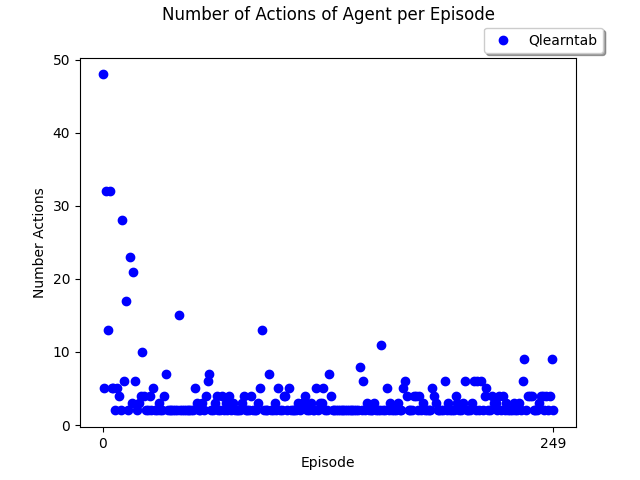 Number of Actions of Agent per Episode
Qlearntab
50
40
30
20
10
0
Number Actions
0 249
Episode